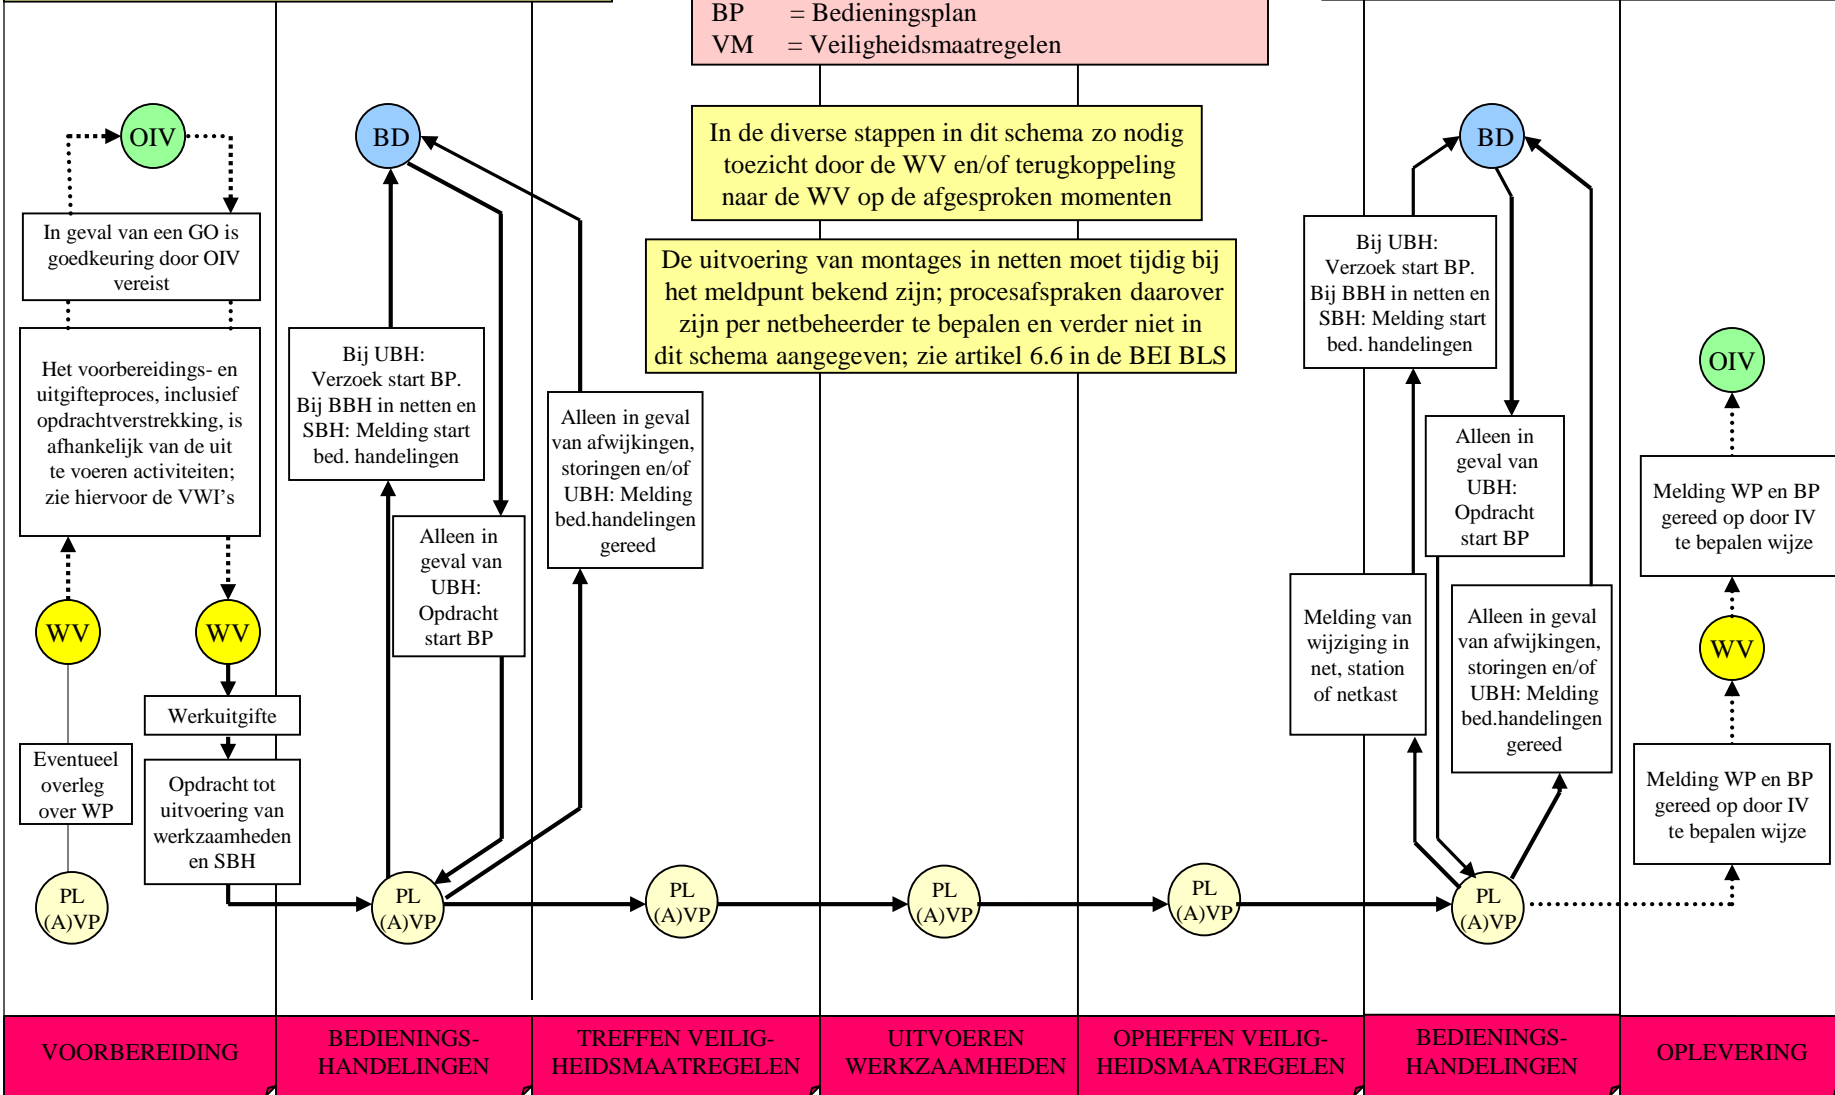 BP = Bedieningsplan
VM = Veiligheidsmaatregelen
OIV
In geval van een GO is
goedkeuring door OIV
vereist
Het voorbereidings- en
uitgifteproces, inclusief
opdrachtverstrekking, is
afhankelijk van de uit
te voeren activiteiten;
zie hiervoor de VWI's
WV
WV
Werkuitgifte
Eventueel
overleg
over WP
Opdracht tot
uitvoering van
werkzaamheden
en SBH
PL
(A)VP
BD
Bij UBH:
Verzoek start BP.
Bij BBH in netten en
SBH: Melding start
bed. handelingen
Alleen in
geval van
UBH:
Opdracht
start BP
PL
(A)VP
Alleen in geval
van afwijkingen,
storingen en/of
UBH: Melding
bed.handelingen
gereed
In de diverse stappen in dit schema zo nodig
toezicht door de WV en/of terugkoppeling
naar de WV op de afgesproken momenten
De uitvoering van montages in netten moet tijdig bij
het meldpunt bekend zijn; procesafspraken daarover
zijn per netbeheerder te bepalen en verder niet in
dit schema aangegeven; zie artikel 6.6 in de BEI BLS
PL
(A)VP
PL
(A)VP
PL
(A)VP
BD
Bij UBH:
Verzoek start BP.
Bij BBH in netten en
SBH: Melding start
bed. handelingen
Alleen in
geval van
UBH:
Opdracht
start BP
Melding van
wijziging in
net, station
of netkast
Alleen in geval
van afwijkingen,
storingen en/of
UBH: Melding
bed.handelingen
gereed
PL
(A)VP
OIV
Melding WP en BP
gereed op door IV
te bepalen wijze
WV
Melding WP en BP
gereed op door IV
te bepalen wijze
VOORBEREIDING
BEDIENINGS-
HANDELINGEN
TREFFEN VEILIG-
HEIDSMAATREGELEN
UITVOEREN
WERKZAAMHEDEN
OPHEFFEN VEILIG-
HEIDSMAATREGELEN
BEDIENINGS-
HANDELINGEN
OPLEVERING